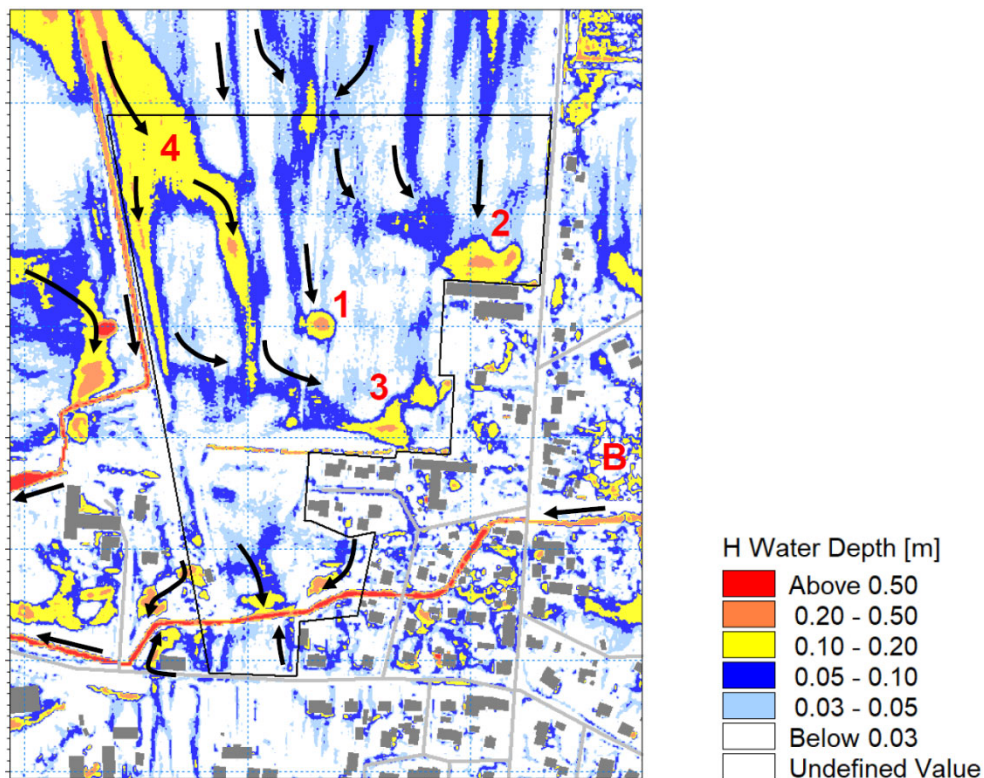 4
2
1
3
B
H Water Depth [m]
Above 0.50
0.20 - 0.50
0.10 - 0.20
0.05 - 0.10
0.03 - 0.05
Below 0.03
Undefined Value